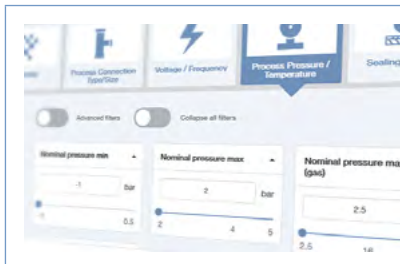 Process Connection
Type/Size
Voltage / Frequency
Process Pressure /
Temperature
Sealing
Advanced filters
Collapse all filters
Nominal pressure min
Nominal pressure max
Nominal pressure ma
(gas)
-1
bar
2
bar
2.5
-1
0.5
2
4
5
2.5
16